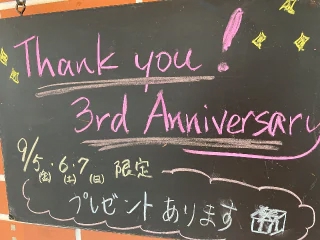 Thank you!
3rd Anniversary
9/5(金)・6(土)・7(日) 限定
プレゼントあります